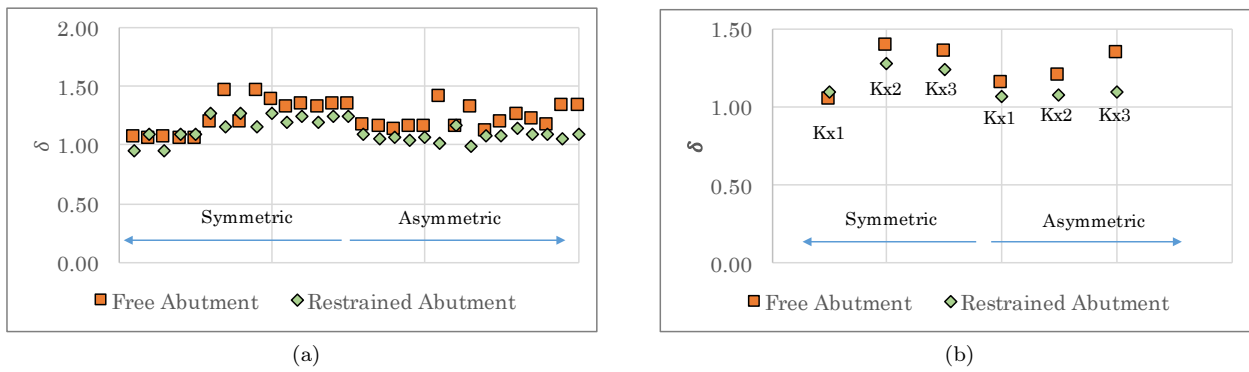 2.00
1.50
1.00
0.50
0.00
δ
Symmetric
Asymmetric
Free Abutment
Restrained Abutment
(a)
1.50
1.00
0.50
0.00
δ
Kx1
Kx2
Kx3
Kx1
Kx2
Kx3
Symmetric
Asymmetric
Free Abutment
Restrained Abutment
(b)